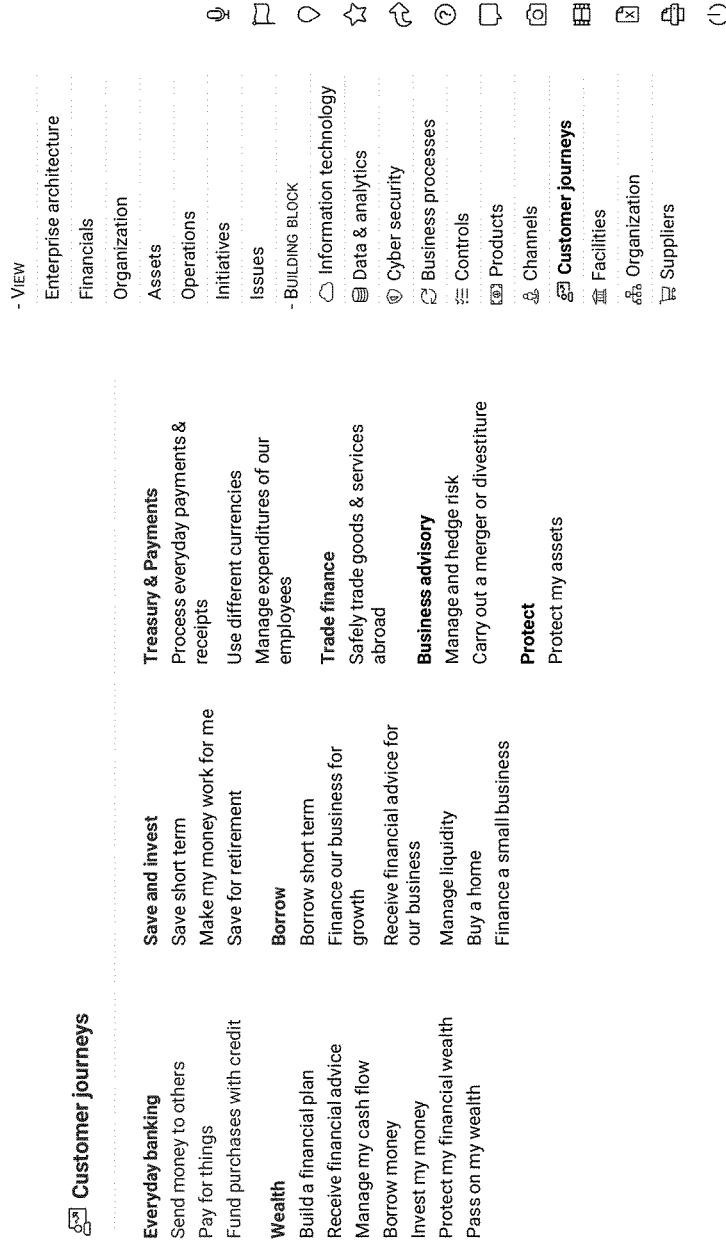 Customer journeys
Everyday banking
Send money to others
Pay for things
Fund purchases with credit
Wealth
Build a financial plan
Receive financial advice
Manage my cash flow
Borrow money
Invest my money
Protect my financial wealth
Pass on my wealth
Save and invest
Save short term
Make my money work for me
Save for retirement
Borrow
Borrow short term
Finance our business for
growth
Receive financial advice for
our business
Manage liquidity
Buy a home
Finance a small business
Treasury & Payments
Process everyday payments &
receipts
Use different currencies
Manage expenditures of our
employees
Trade finance
Safely trade goods & services
abroad
Business advisory
Manage and hedge risk
Carry out a merger or divestiture
Protect
Protect my assets
- VIEW
Enterprise architecture
Financials
Organization
Assets
Operations
Initiatives
Issues
- BUILDING BLOCK
Information technology
Data & analytics
Cyber security
Business processes
Controls
Products
Channels
Customer journeys
Facilities
Organization
Suppliers